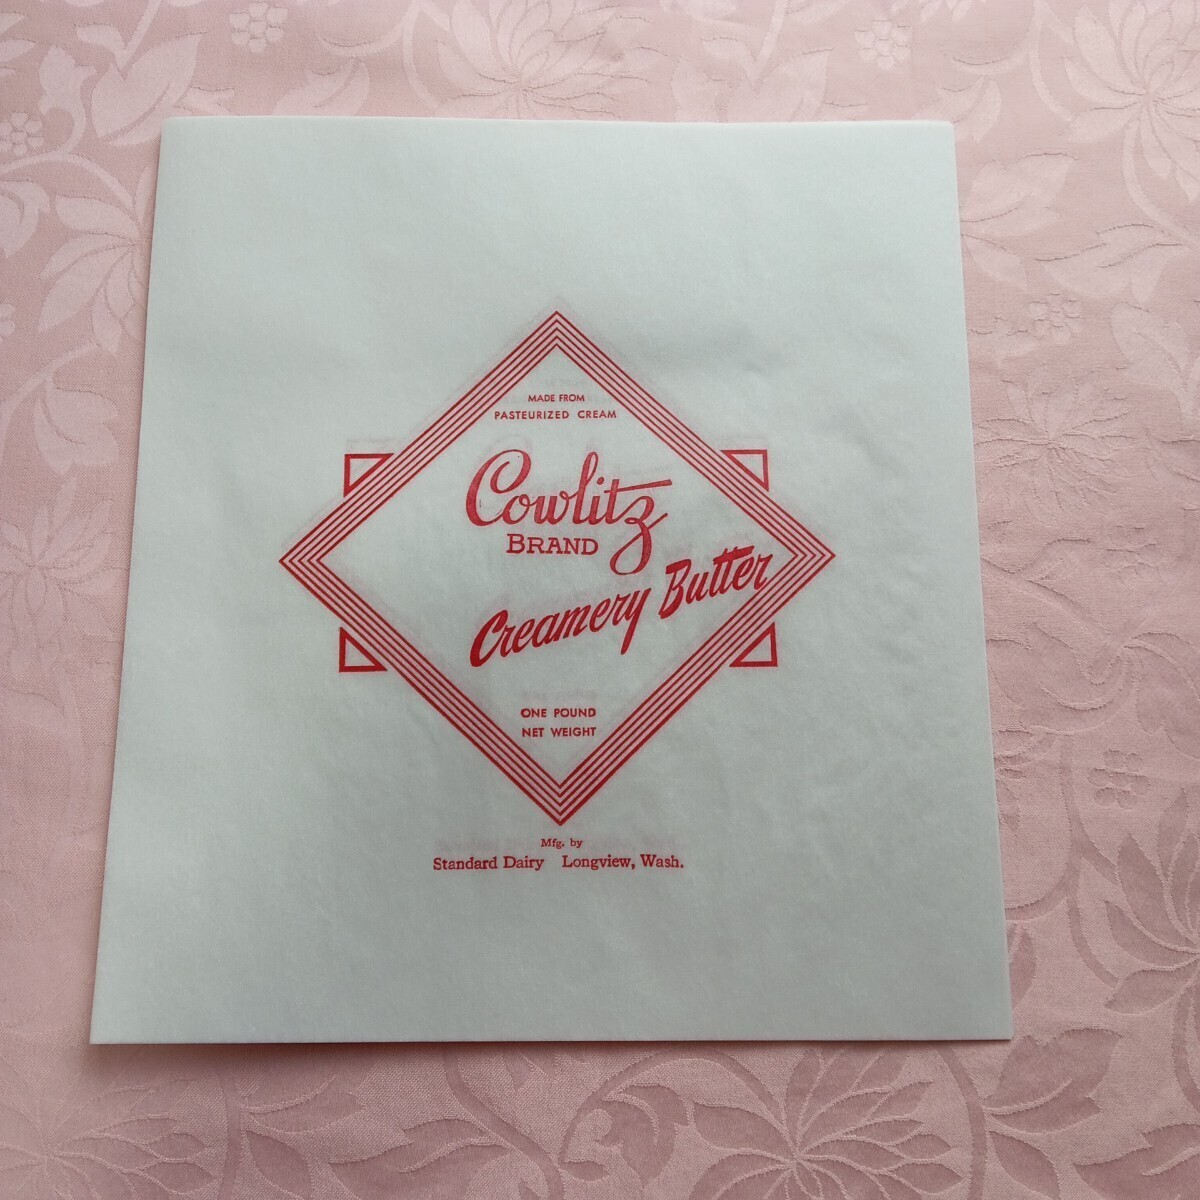 MADE FROM
PASTEURIZED CREAM
Cowlitz
BRAND
Creamery Butter
ONE POUND
NET WEIGHT
Mfg. by
Standard Dairy Longview, Wash.